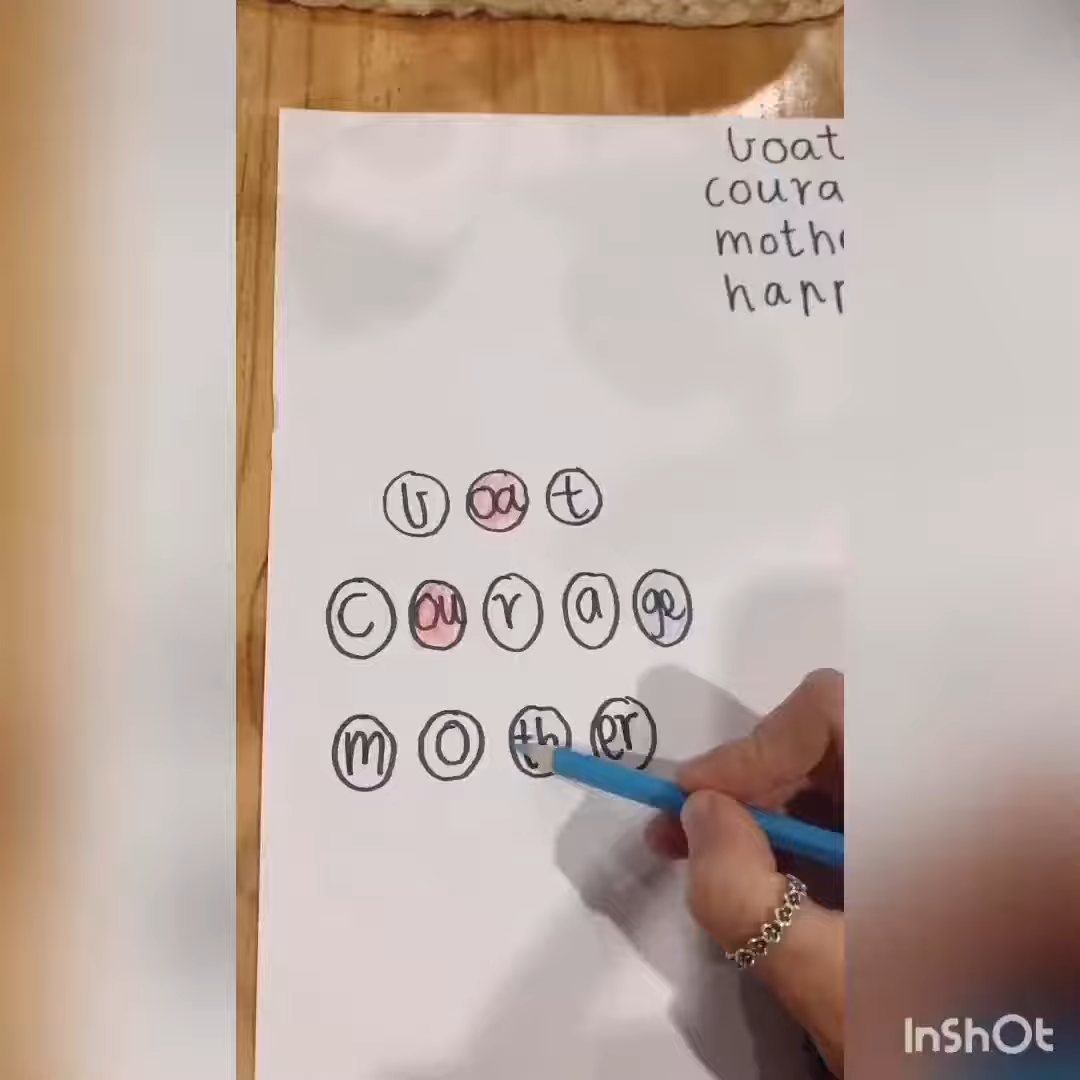 boat
coura
moth
happ
b oa t
c ou r a ge
m o th er
InShOt